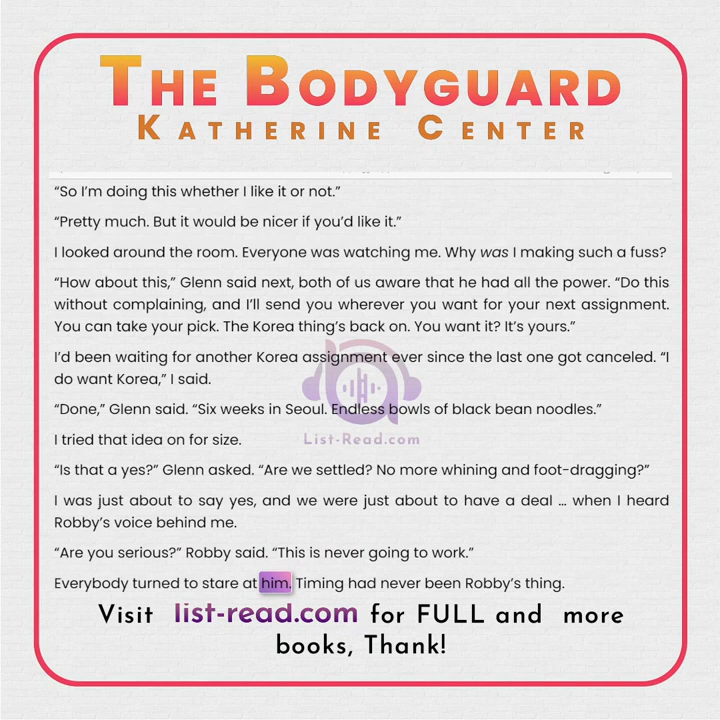 THE BODYGUARD
KATHERINE CENTER
“So I’m doing this whether I like it or not.”
“Pretty much. But it would be nicer if you’d like it.”
I looked around the room. Everyone was watching me. Why was I making such a fuss?
“How about this,” Glenn said next, both of us aware that he had all the power. “Do this
without complaining, and I’ll send you wherever you want for your next assignment.
You can take your pick. The Korea thing’s back on. You want it? It’s yours.”
I’d been waiting for another Korea assignment ever since the last one got canceled. “I
do want Korea,” I said.
“Done,” Glenn said. “Six weeks in Seoul. Endless bowls of black bean noodles.”
I tried that idea on for size.
List-Read.com
“Is that a yes?” Glenn asked. “Are we settled? No more whining and foot-dragging?”
I was just about to say yes, and we were just about to have a deal … when I heard
Robby’s voice behind me.
“Are you serious?” Robby said. “This is never going to work.”
Everybody turned to stare at him. Timing had never been Robby’s thing.
Visit list-read.com for FULL and more
books, Thank!